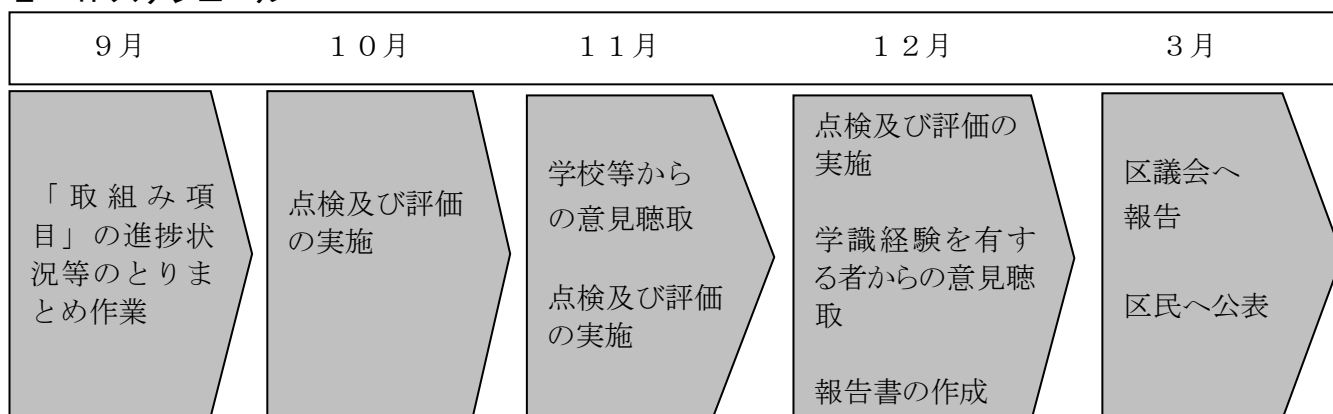 ９月 １０月 １１月 １２月 ３月
「取組み項
目」の進捗状
況等のとりま
とめ作業
点検及び評価
の実施
学校等から
の意見聴取
点検及び評価
の実施
点検及び評価の
実施
学識経験を有す
る者からの意見聴
取
報告書の作成
区議会へ
報告
区民へ公表